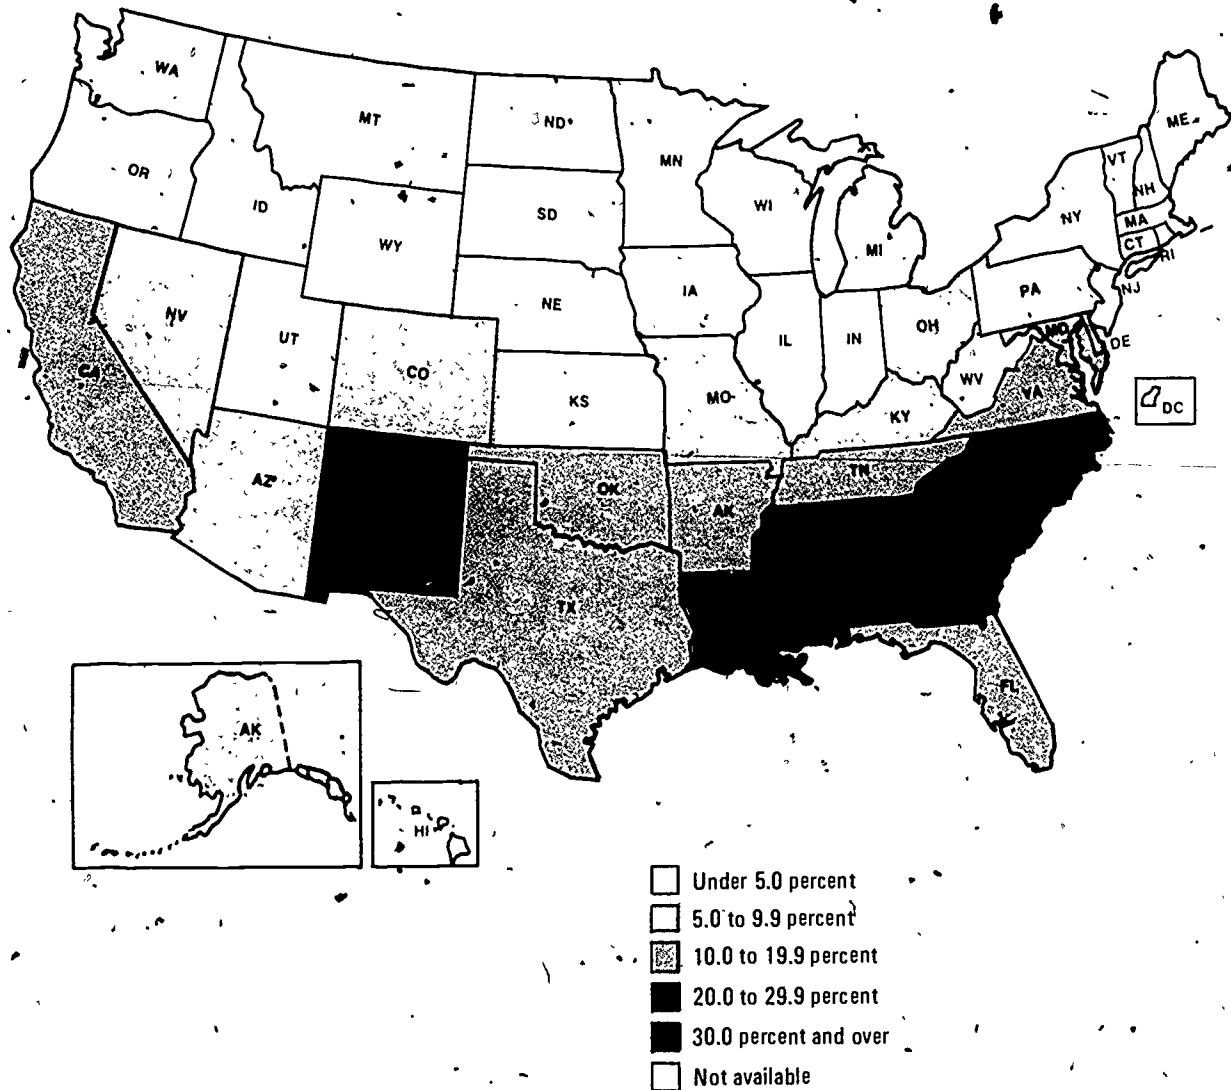 WA
MT
ND
MN
OR
ID
SD
WI
MI
NY
VT
ME
NH
MA
CT
RI
WY
NE
IA
PA
NJ
NV
UT
CO
IL
IN
OH
MD
DE
CA
KS
MO
WV
VA
KY
DC
AZ
OK
AK
TN
TX
FL
AK
HI
Under 5.0 percent
5.0 to 9.9 percent
10.0 to 19.9 percent
20.0 to 29.9 percent
30.0 percent and over
Not available